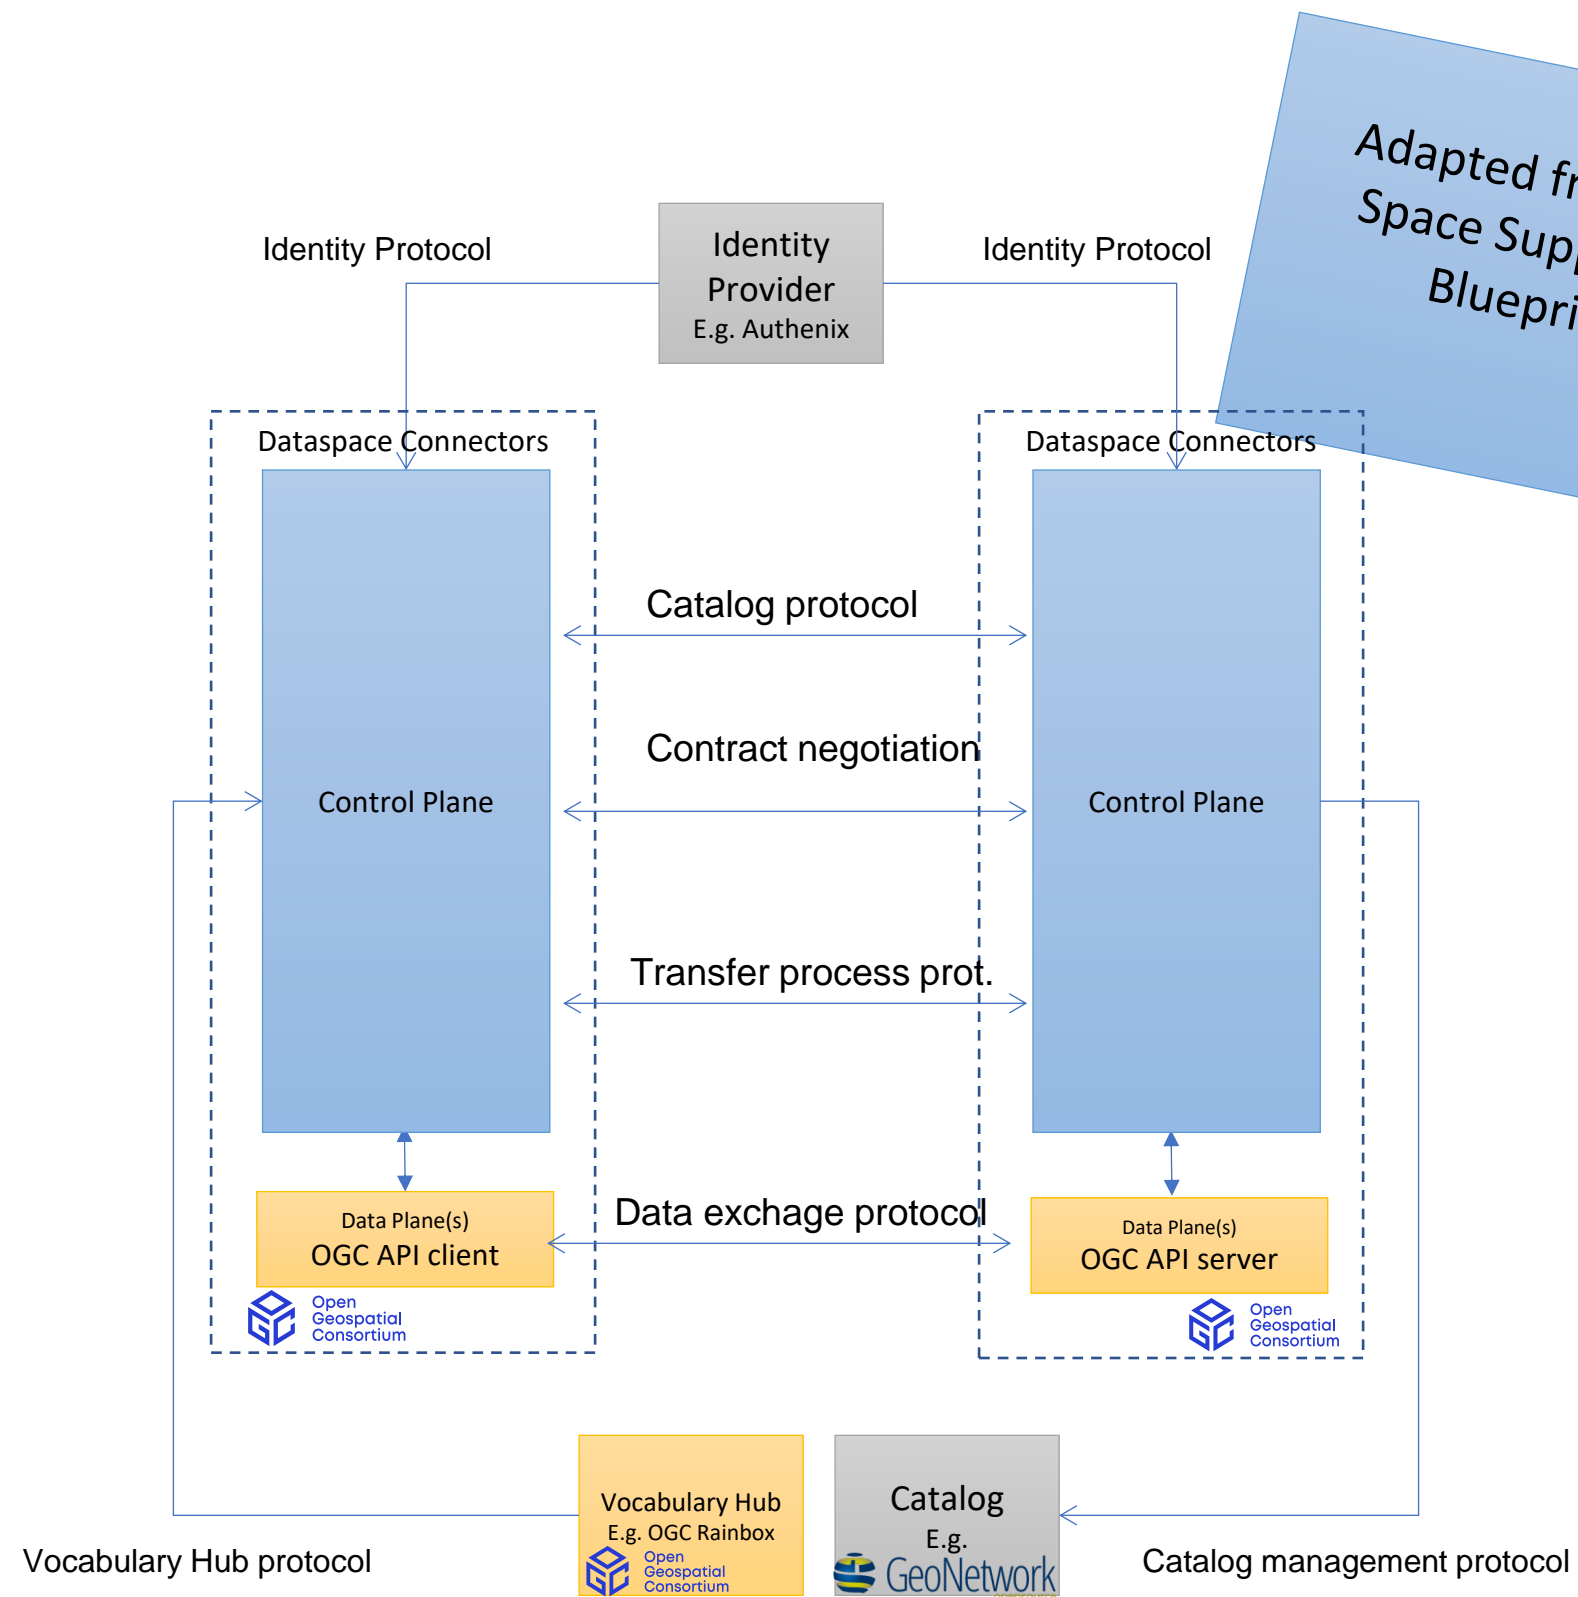 Adapted
Space
Identity Protocol
Identity
Provider
E.g. Authenix
Identity Protocol
Dataspace Connectors
Dataspace Connectors
Catalog protocol
Contract negotiation
Control Plane
Control Plane
Transfer process prot.
Data Plane(s)
OGC API client
Data exchage protocol
Data Plane(s)
OGC API server
Open
Geospatial
Consortium
Open
Geospatial
Consortium
Vocabulary Hub
E.g. OGC Rainbox
Open
Geospatial
Consortium
Catalog
E.g.
GeoNetwork
Vocabulary Hub protocol
Catalog management protocol